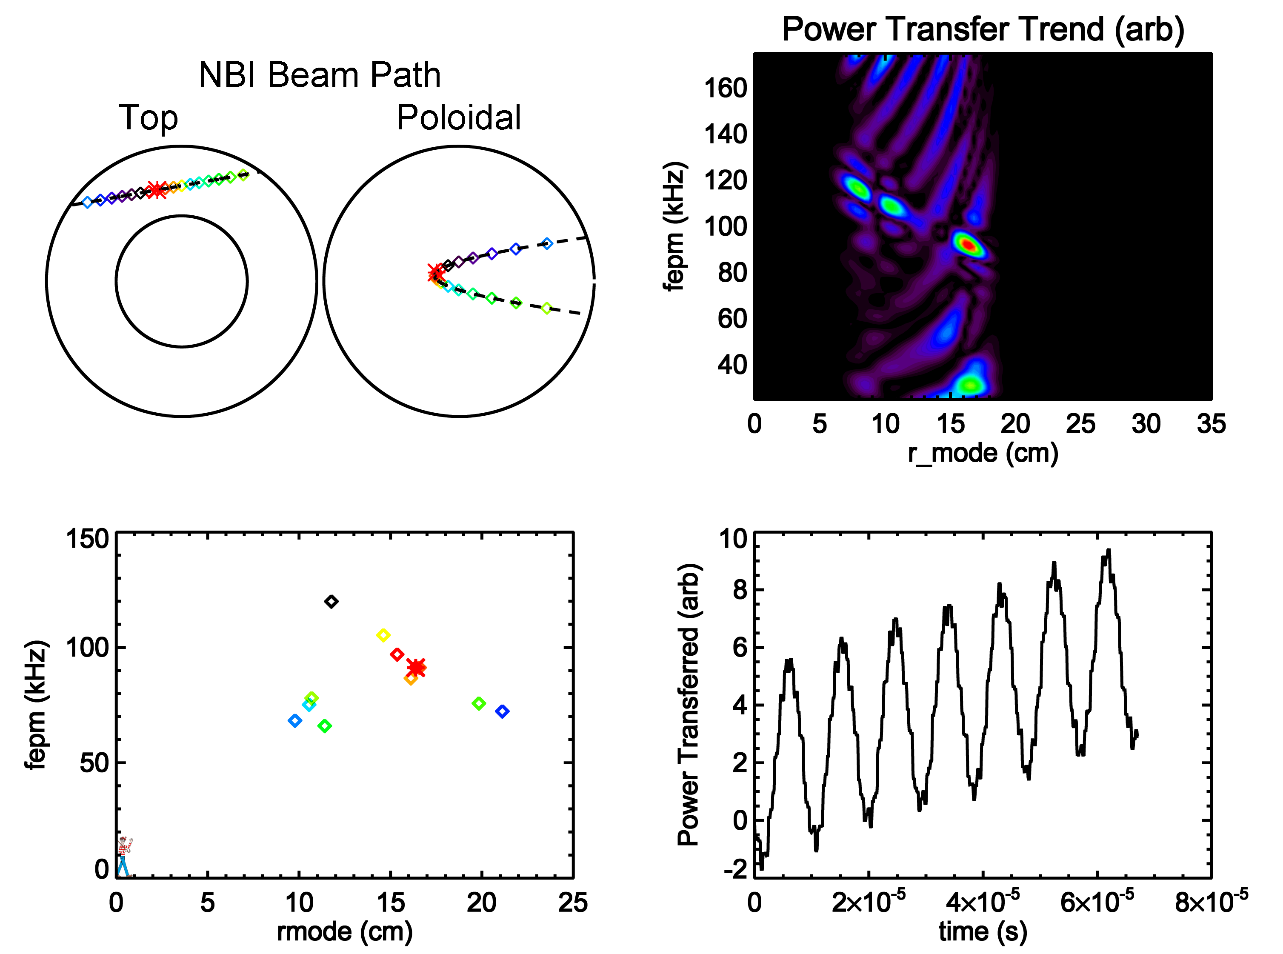 NBI Beam Path
Top
Poloidal
Power Transfer Trend (arb)
fepm (kHz)
160
140
120
100
80
60
40
0 5 10 15 20 25 30 35
r_mode (cm)
fepm (kHz)
150
100
50
0
0 5 10 15 20 25
rmode (cm)
Power Transferred (arb)
10
8
6
4
2
0
-2
0 2×10-5 4×10-5 6×10-5 8×10-5
time (s)